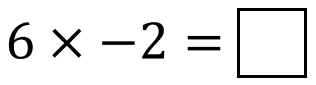 6 × −2 = □